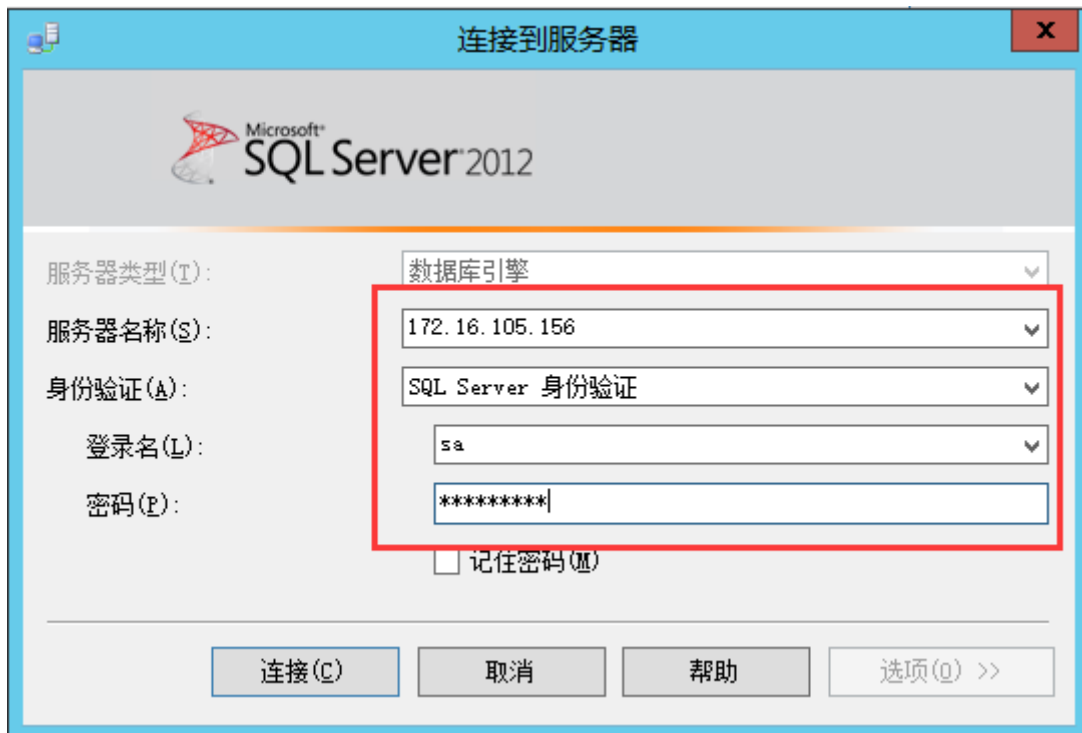 连接到服务器
x
Microsoft®
SQL Server® 2012
服务器类型(T): 数据库引擎
服务器名称(S): 172.16.105.156
身份验证(A): SQL Server 身份验证
登录名(L): sa
密码(P): *********
记住密码(M)
连接(C) 取消 帮助 选项(O) >>